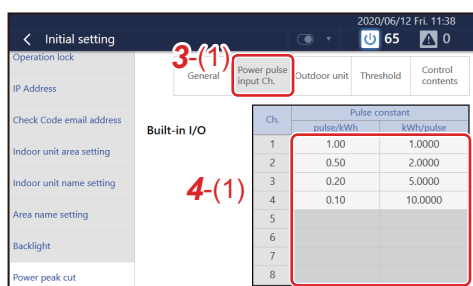 2020/06/12 Fri. 11:38
Initial setting
65
0
Operation lock
IP Address
Check Code email address
Indoor unit area setting
Indoor unit name setting
Area name setting
Backlight
Power peak cut
3-(1)
General
Power pulse
input Ch.
Outdoor unit
Threshold
Control
contents
Built-in I/O
4-(1)
Ch. Pulse constant
pulse/kWh kWh/pulse
1 1.00 1.0000
2 0.50 2.0000
3 0.20 5.0000
4 0.10 10.0000
5
6
7
8